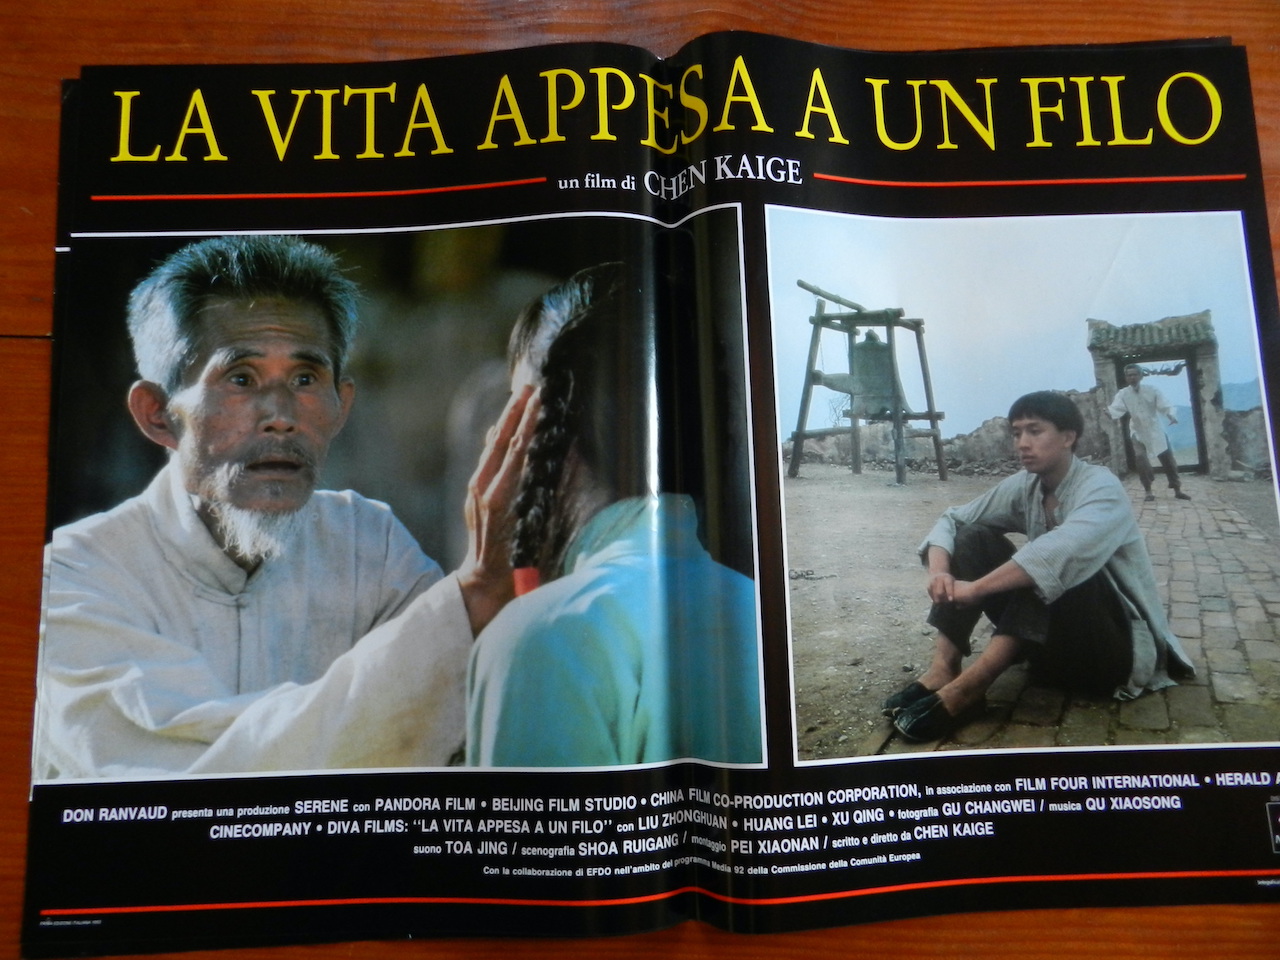 LA VITA APPESA A UN FILO
un film di CHEN KAIGE
DON RANVAUD presenta una produzione SERENE con PANDORA FILM • BEIJING FILM STUDIO • CHINA FILM CO-PRODUCTION CORPORATION, in associazione con FILM FOUR INTERNATIONAL • HERALD A
CINECOMPANY • DIVA FILMS: "LA VITA APPESA A UN FILO" con LIU ZHONGHUAN • HUANG LEI • XU QING • fotografia GU CHANGWEI / musica QU XIAOSONG
suono TOA JING / scenografia SHOA RUIGANG / montaggio PEI XIAONAN / scritto e diretto da CHEN KAIGE
Con la collaborazione di EFDO nell'ambito del programma Media 92 della Commissione della Comunità Europea